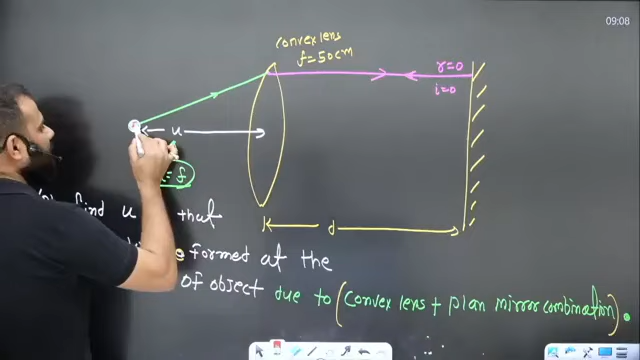 09:08
convex lens
f=50cm
r=0
i=0
u
= f
find u that
formed at the
d
of object due to (convex lens + plan mirror combination).